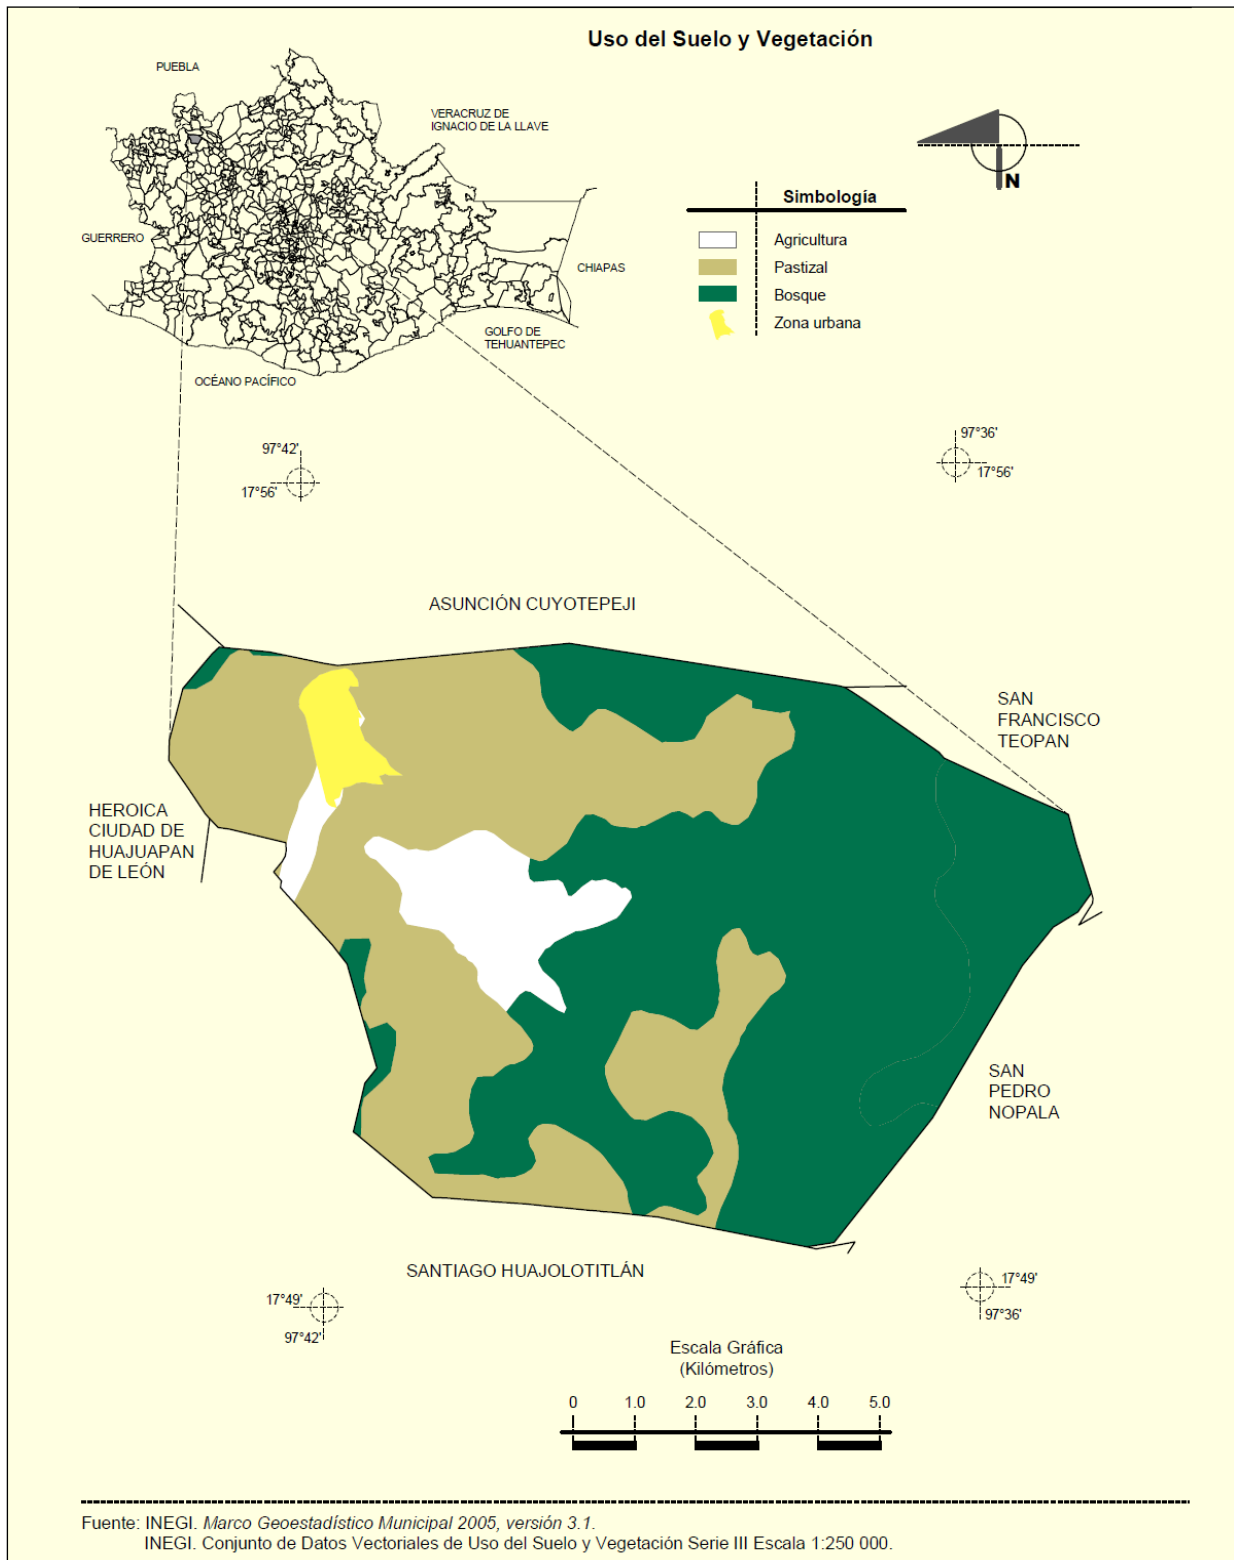 Uso del Suelo y Vegetación
PUEBLA
VERACRUZ DE
IGNACIO DE LA LLAVE
GUERRERO
CHIAPAS
GOLFO DE
TEHUANTEPEC
OCÉANO PACÍFICO
N
Simbología
Agricultura
Pastizal
Bosque
Zona urbana
97°42'
17°56'
97°36'
17°56'
ASUNCIÓN CUYOTEPEJI
SAN
FRANCISCO
TEOPAN
HEROICA
CIUDAD DE
HUAJUAPAN
DE LEÓN
SAN
PEDRO
NOPALA
SANTIAGO HUAJOLOTITLÁN
17°49'
97°42'
17°49'
97°36'
Escala Gráfica
(Kilómetros)
0 1.0 2.0 3.0 4.0 5.0
Fuente: INEGI. Marco Geoestadístico Municipal 2005, versión 3.1.
INEGI. Conjunto de Datos Vectoriales de Uso del Suelo y Vegetación Serie III Escala 1:250 000.